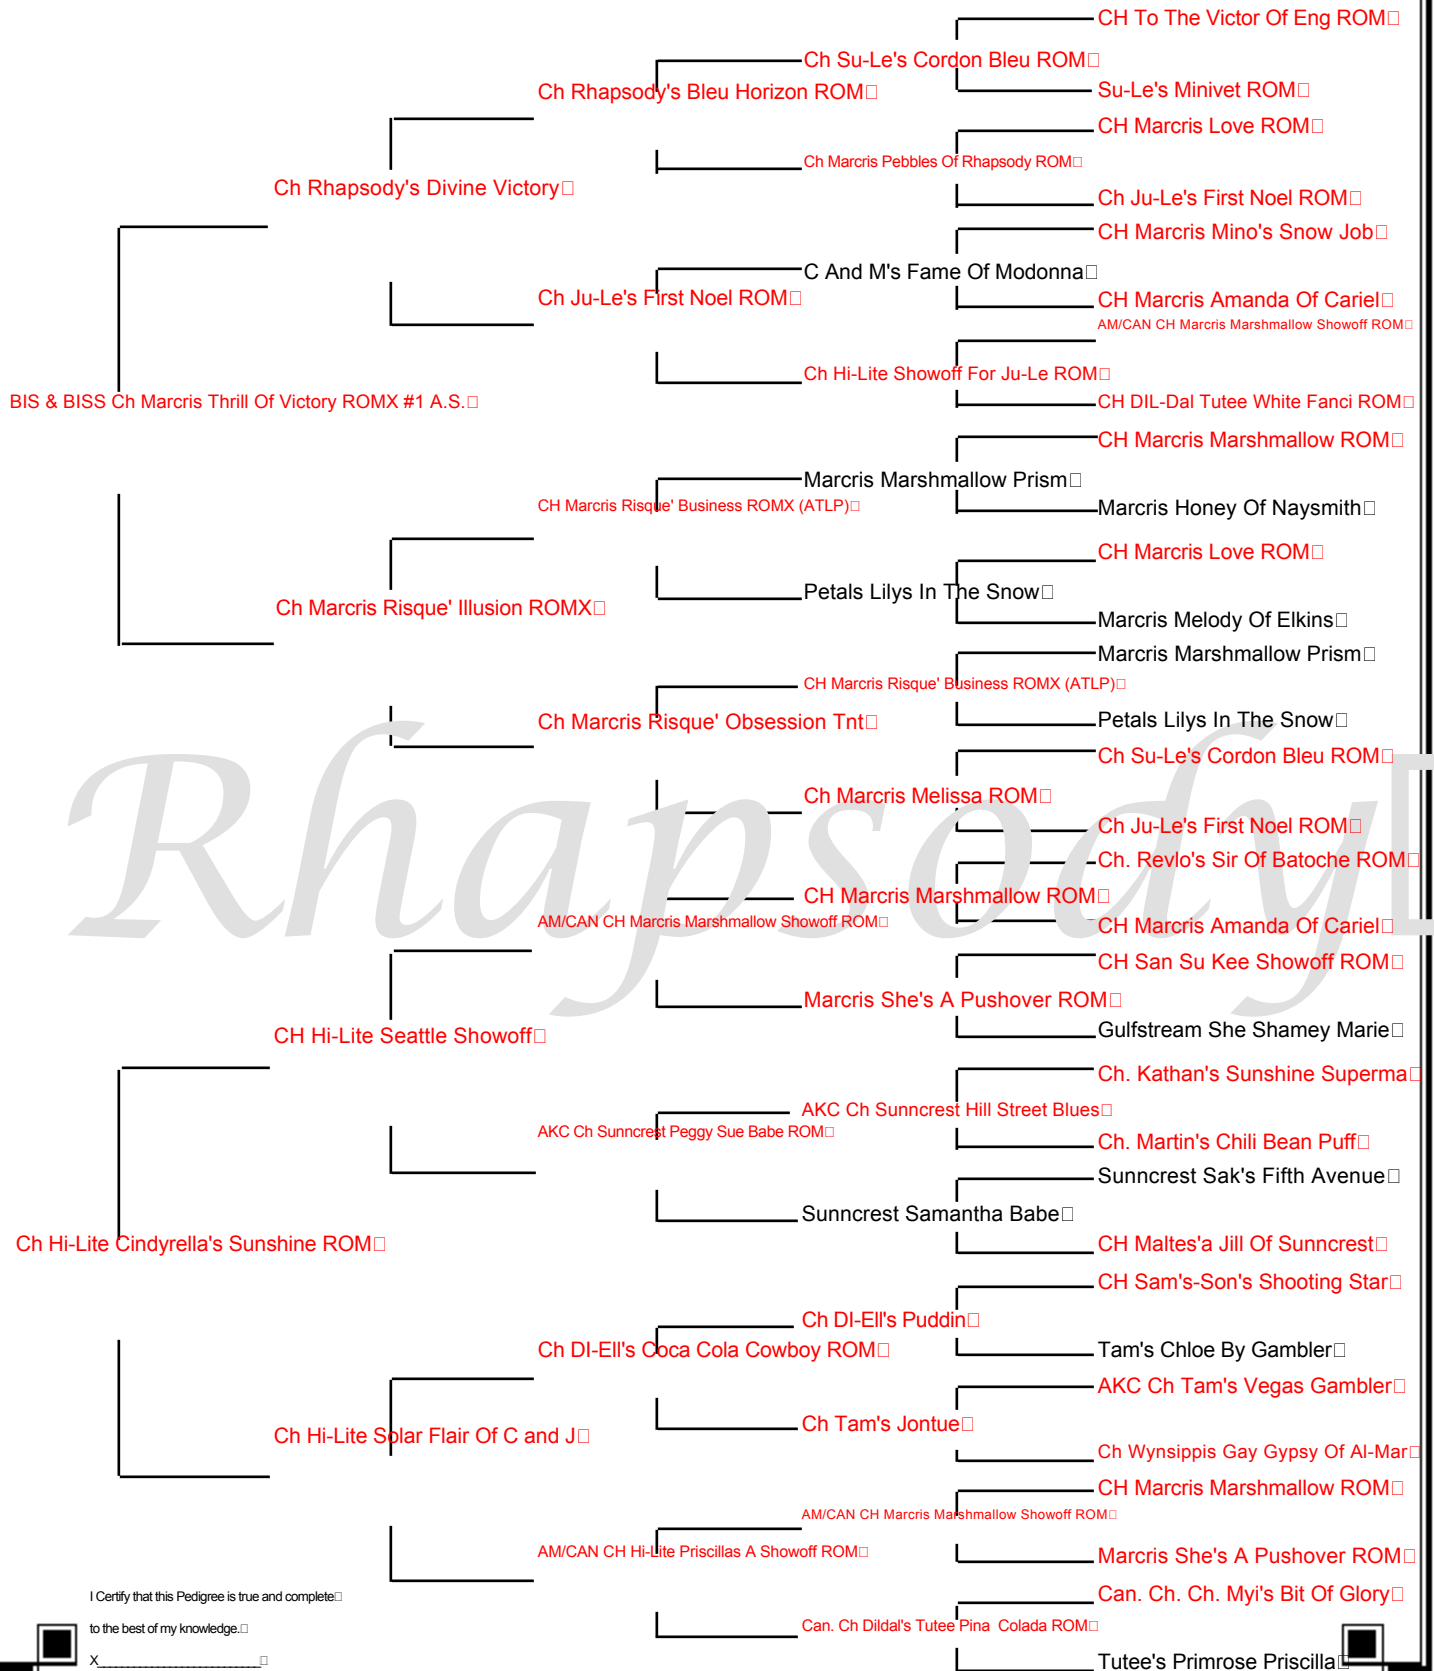 CH To The Victor Of Eng ROM
Ch Su-Le's Cordon Bleu ROM
Ch Rhapsody's Bleu Horizon ROM
Su-Le's Minivet ROM
CH Marcris Love ROM
Ch Marcris Pebbles Of Rhapsody ROM
Ch Rhapsody's Divine Victory
Ch Ju-Le's First Noel ROM
CH Marcris Mino's Snow Job
C And M's Fame Of Modonna
Ch Ju-Le's First Noel ROM
CH Marcris Amanda Of Cariel
AM/CAN CH Marcris Marshmallow Showoff ROM
Ch Hi-Lite Showoff For Ju-Le ROM
BIS & BISS Ch Marcris Thrill Of Victory ROMX #1 A.S.
CH DIL-Dal Tutee White Fanci ROM
CH Marcris Marshmallow ROM
Marcris Marshmallow Prism
CH Marcris Risque' Business ROMX (ATLP)
Marcris Honey Of Naysmith
CH Marcris Love ROM
Petals Lilys In The Snow
Ch Marcris Risque' Illusion ROMX
Marcris Melody Of Elkins
Marcris Marshmallow Prism
CH Marcris Risque' Business ROMX (ATLP)
Ch Marcris Risque' Obsession Tnt
Petals Lilys In The Snow
Ch Su-Le's Cordon Bleu ROM
Ch Marcris Melissa ROM
Ch Ju-Le's First Noel ROM
Rhapsody
Ch. Revlo's Sir Of Batoche ROM
CH Marcris Marshmallow ROM
AM/CAN CH Marcris Marshmallow Showoff ROM
CH Marcris Amanda Of Cariel
CH San Su Kee Showoff ROM
Marcris She's A Pushover ROM
CH Hi-Lite Seattle Showoff
Gulfstream She Shamey Marie
Ch. Kathan's Sunshine Superma
AKC Ch Sunncrest Hill Street Blues
AKC Ch Sunncrest Peggy Sue Babe ROM
Ch. Martin's Chili Bean Puff
Sunncrest Sak's Fifth Avenue
Sunncrest Samantha Babe
Ch Hi-Lite Cindyrella's Sunshine ROM
CH Maltes'a Jill Of Sunncrest
CH Sam's-Son's Shooting Star
Ch DI-Ell's Puddin
Ch DI-Ell's Coca Cola Cowboy ROM
Tam's Chloe By Gambler
AKC Ch Tam's Vegas Gambler
Ch Tam's Jontue
Ch Hi-Lite Solar Flair Of C and J
Ch Wynsippis Gay Gypsy Of Al-Mar
CH Marcris Marshmallow ROM
AM/CAN CH Marcris Marshmallow Showoff ROM
AM/CAN CH Hi-Lite Priscillas A Showoff ROM
Marcris She's A Pushover ROM
Can. Ch. Ch. Myi's Bit Of Glory
I Certify that this Pedigree is true and complete
Can. Ch Dildal's Tutee Pina Colada ROM
to the best of my knowledge.
Tutee's Primrose Priscilla
X__________________________